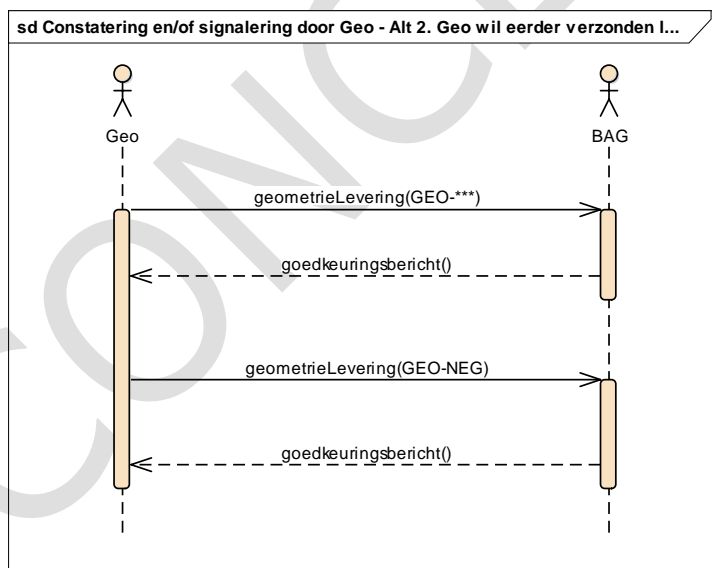 sd Constatering en/of signalering door Geo - Alt 2. Geo wil eerder verzonden l...
Geo
BAG
geometrieLevering(GEO-***)
goedkeuringsbericht()
geometrieLevering(GEO-NEG)
goedkeuringsbericht()